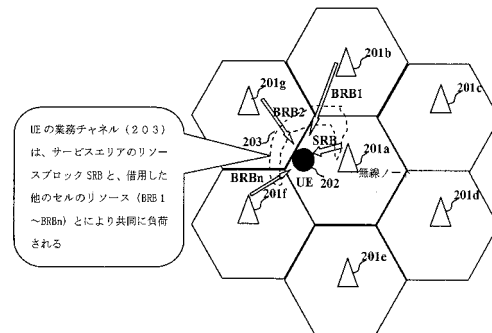 201b
201g
BRB1
201c
BRB2
UEの業務チャネル(203)
は、サービスエリアのリソー
スブロックSRBと、借用した
他のセルのリソース(BRB1
~BRBn)とにより共同に負荷
される
203
SRB
201a
無線ノー
BRBn
202
UE
201f
201d
201e